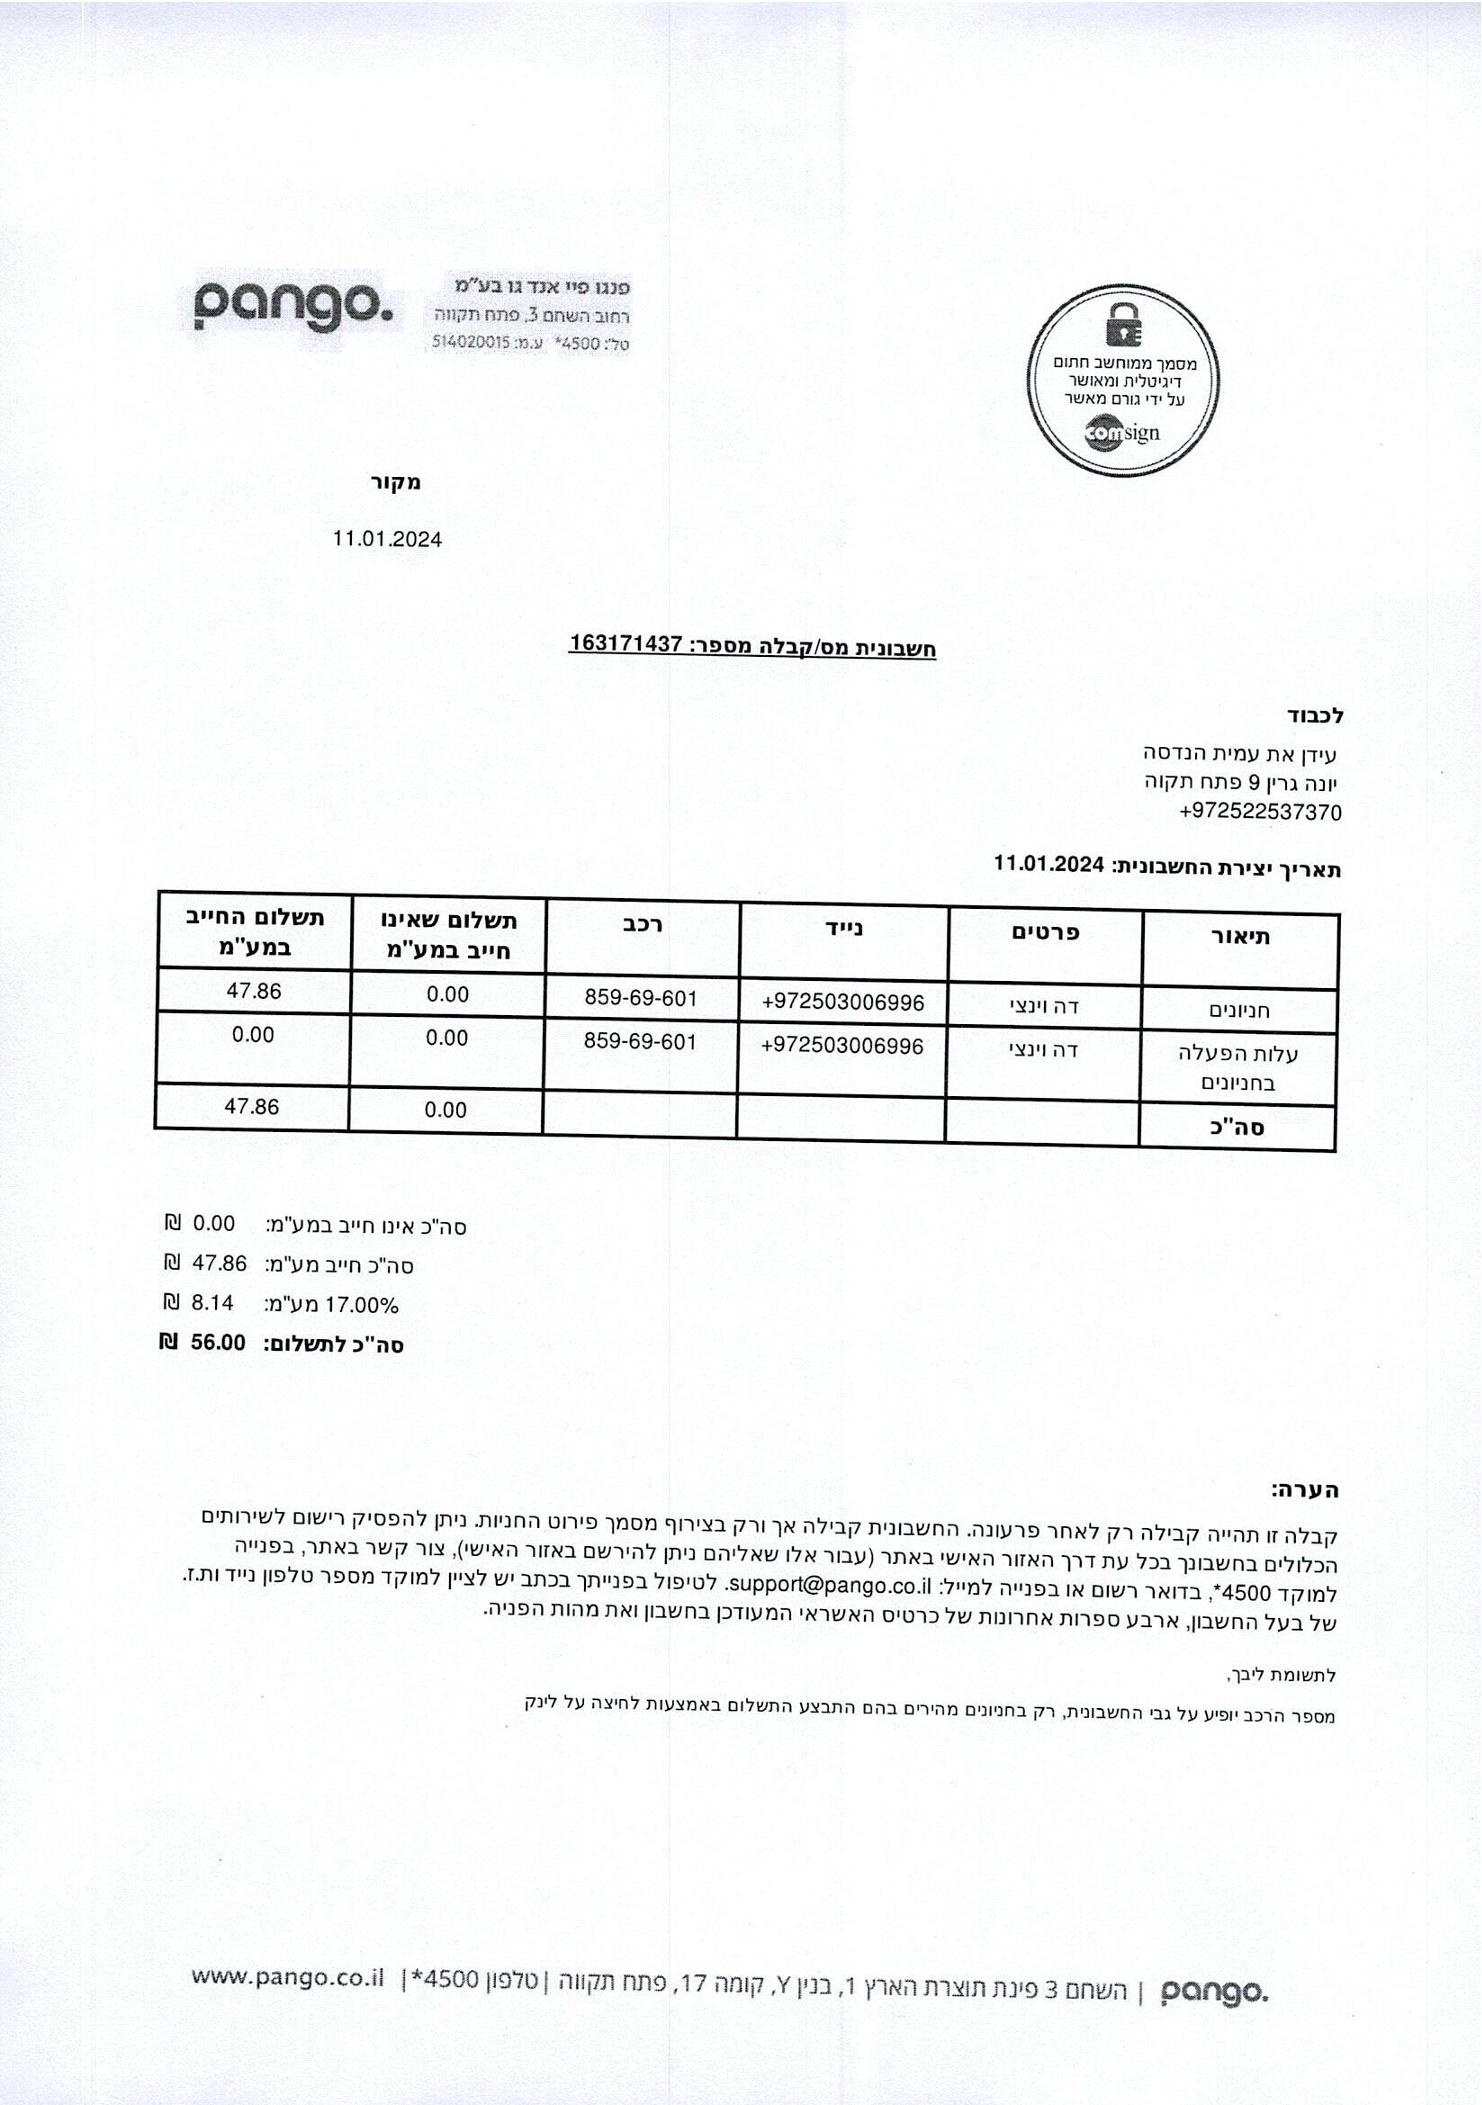 pango.
פנגו פיי אנד גו בע"מ
רחוב השחם 3, פתח תקווה
טל': 4500* ע.מ: 514020015
מסמך ממוחשב חתום
דיגיטלית ומאושר
על ידי גורם מאשר
comsign
מקור
11.01.2024
חשבונית מס/קבלה מספר: 163171437
לכבוד
עידן את עמית הנדסה
יונה גרין 9 פתח תקוה
+972522537370
תאריך יצירת החשבונית: 11.01.2024
תיאור פרטים נייד רכב תשלום שאינו חייב במע"מ תשלום החייב במע"מ
חניונים דה וינצי +972503006996 859-69-601 0.00 47.86
עלות הפעלה בחניונים דה וינצי +972503006996 859-69-601 0.00 0.00
סה"כ 0.00 47.86
סה"כ אינו חייב במע"מ: 0.00 ₪
סה"כ חייב מע"מ: 47.86 ₪
17.00% מע"מ: 8.14 ₪
סה"כ לתשלום: 56.00 ₪
הערה:
קבלה זו תהייה קבילה רק לאחר פרעונה. החשבונית קבילה אך ורק בצירוף מסמך פירוט החניות. ניתן להפסיק רישום לשירותים
הכלולים בחשבונך בכל עת דרך האזור האישי באתר (עבור אלו שאליהם ניתן להירשם באזור האישי), צור קשר באתר, בפנייה
למוקד 4500*, בדואר רשום או בפנייה למייל: support@pango.co.il. לטיפול בפנייתך בכתב יש לציין למוקד מספר טלפון נייד ות.ז.
של בעל החשבון, ארבע ספרות אחרונות של כרטיס האשראי המעודכן בחשבון ואת מהות הפניה.
לתשומת ליבך,
מספר הרכב יופיע על גבי החשבונית, רק בחניונים מהירים בהם התבצע התשלום באמצעות לחיצה על לינק
pango. | השחם 3 פינת תוצרת הארץ 1, בנין Y, קומה 17, פתח תקווה | טלפון 4500* | www.pango.co.il